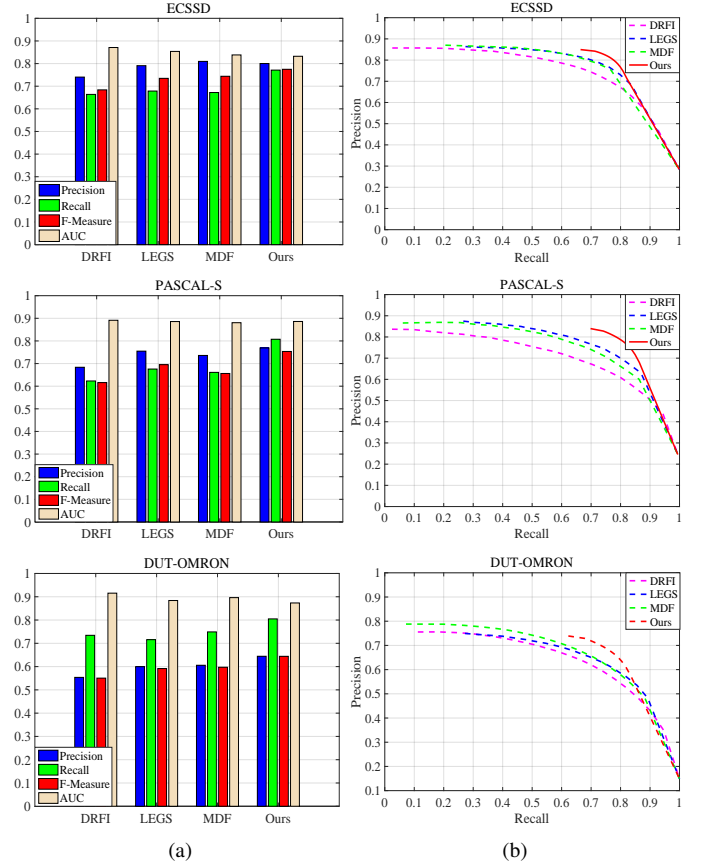 ECSSD
1
0.9
0.8
0.7
0.6
0.5
0.4
0.3
0.2
0.1
0
Precision
Recall
F-Measure
AUC
DRFI LEGS MDF Ours
ECSSD
Precision
1
0.9
0.8
0.7
0.6
0.5
0.4
0.3
0.2
0.1
0
DRFI
LEGS
MDF
Ours
0 0.1 0.2 0.3 0.4 0.5 0.6 0.7 0.8 0.9 1
Recall
PASCAL-S
1
0.9
0.8
0.7
0.6
0.5
0.4
0.3
0.2
0.1
0
Precision
Recall
F-Measure
AUC
DRFI LEGS MDF Ours
PASCAL-S
Precision
1
0.9
0.8
0.7
0.6
0.5
0.4
0.3
0.2
0.1
0
DRFI
LEGS
MDF
Ours
0 0.1 0.2 0.3 0.4 0.5 0.6 0.7 0.8 0.9 1
Recall
DUT-OMRON
1
0.9
0.8
0.7
0.6
0.5
0.4
0.3
0.2
0.1
0
Precision
Recall
F-Measure
AUC
DRFI LEGS MDF Ours
DUT-OMRON
Precision
1
0.9
0.8
0.7
0.6
0.5
0.4
0.3
0.2
0.1
DRFI
LEGS
MDF
Ours
0 0.1 0.2 0.3 0.4 0.5 0.6 0.7 0.8 0.9 1
Recall
(a)
(b)